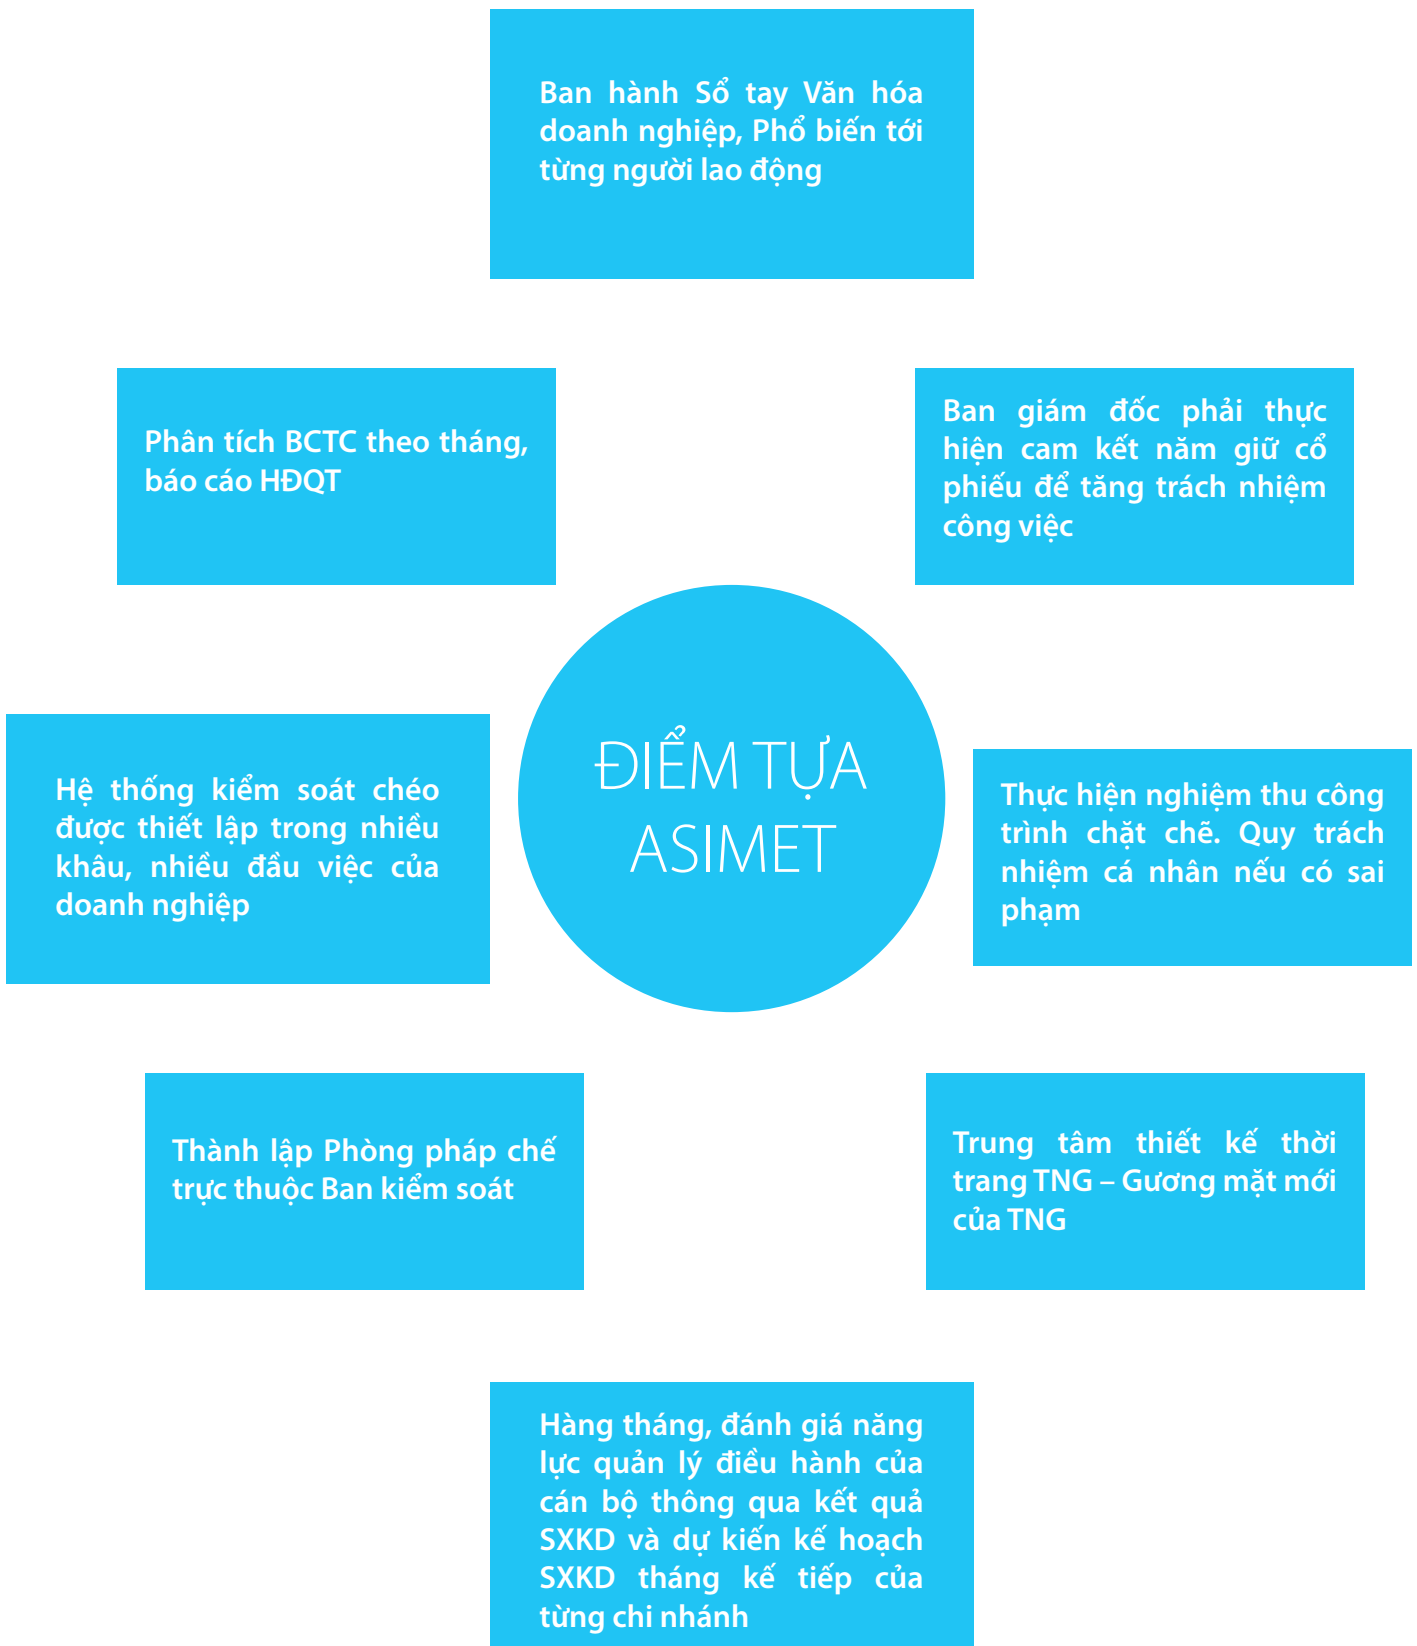 Ban hành Sổ tay Văn hóa
doanh nghiệp, Phổ biến tới
từng người lao động
Phân tích BCTC theo tháng,
báo cáo HĐQT
Ban giám đốc phải thực
hiện cam kết năm giữ cổ
phiếu để tăng trách nhiệm
công việc
ĐIỂM TỰA
ASIMET
Hệ thống kiểm soát chéo
được thiết lập trong nhiều
khâu, nhiều đầu việc của
doanh nghiệp
Thực hiện nghiệm thu công
trình chặt chẽ. Quy trách
nhiệm cá nhân nếu có sai
phạm
Thành lập Phòng pháp chế
trực thuộc Ban kiểm soát
Trung tâm thiết kế thời
trang TNG – Gương mặt mới
của TNG
Hàng tháng, đánh giá năng
lực quản lý điều hành của
cán bộ thông qua kết quả
SXKD và dự kiến kế hoạch
SXKD tháng kế tiếp của
từng chi nhánh